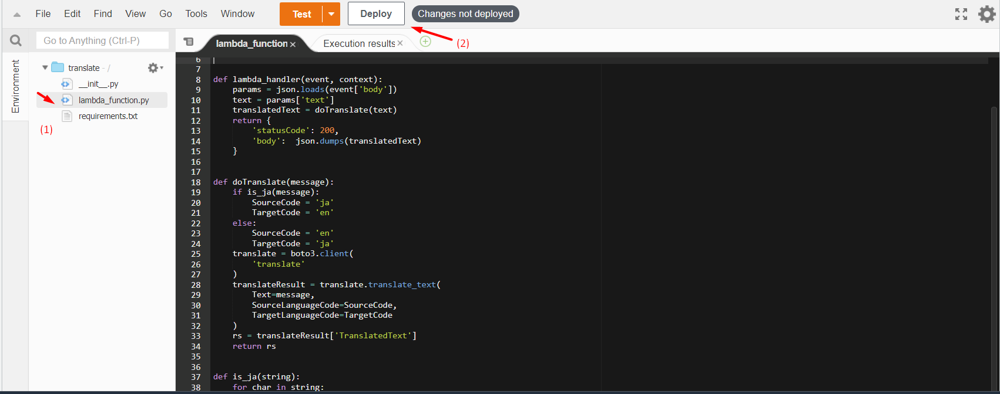 File Edit Find View Go Tools Window Test Deploy Changes not deployed
Go to Anything (Ctrl-P)
lambda_function Execution results
(2)
Environment
translate - /
__init__.py
lambda_function.py
requirements.txt
(1)
6
7
8 def lambda_handler(event, context):
9 params = json.loads(event['body'])
10 text = params['text']
11 translatedText = doTranslate(text)
12 return {
13 'statusCode': 200,
14 'body':  json.dumps(translatedText)
15 }
16
17
18 def doTranslate(message):
19 if is_ja(message):
20 SourceCode = 'ja'
21 TargetCode = 'en'
22 else:
23 SourceCode = 'en'
24 TargetCode = 'ja'
25 translate = boto3.client(
26 'translate'
27 )
28 translateResult = translate.translate_text(
29 Text=message,
30 SourceLanguageCode=SourceCode,
31 TargetLanguageCode=TargetCode
32 )
33 rs = translateResult['TranslatedText']
34 return rs
35
36
37 def is_ja(string):
38 for char in string: